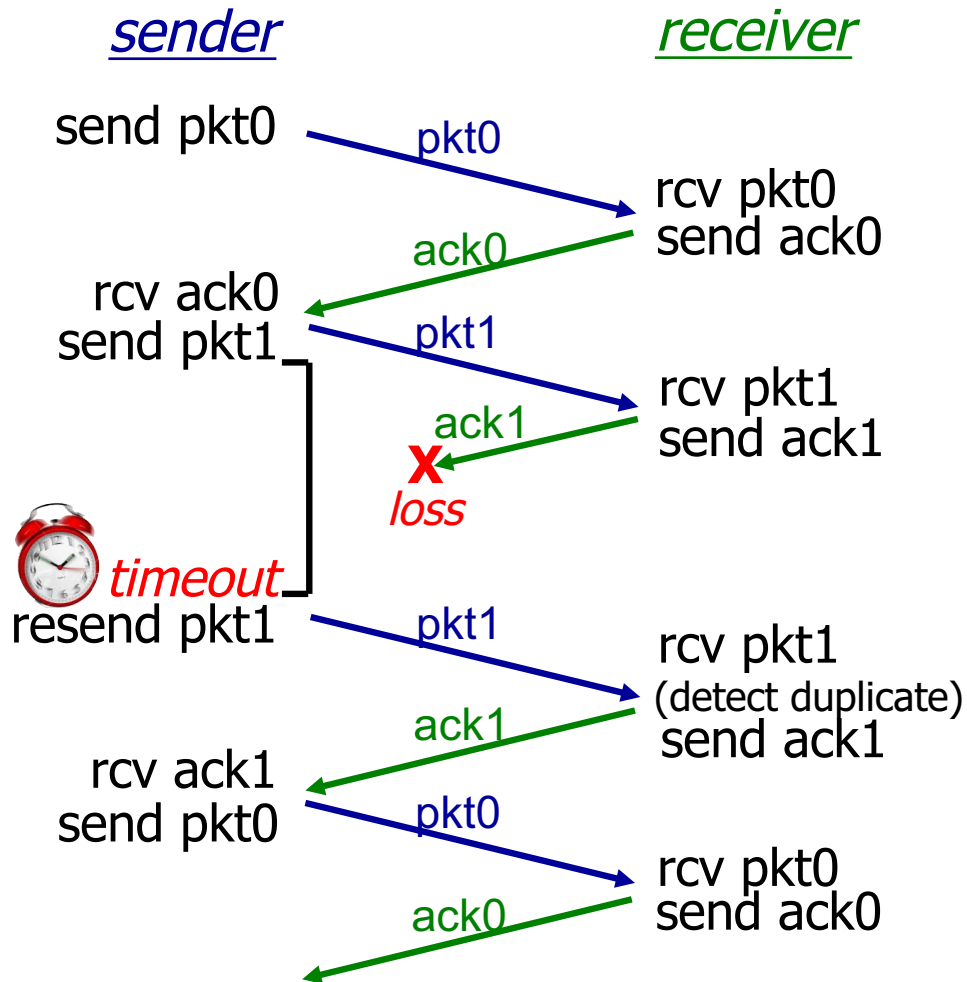 sender
receiver
send pkt0
pkt0
rcv pkt0
send ack0
ack0
rcv ack0
send pkt1
pkt1
rcv pkt1
send ack1
ack1
X
loss
timeout
resend pkt1
pkt1
rcv pkt1
(detect duplicate)
send ack1
ack1
rcv ack1
send pkt0
pkt0
rcv pkt0
send ack0
ack0